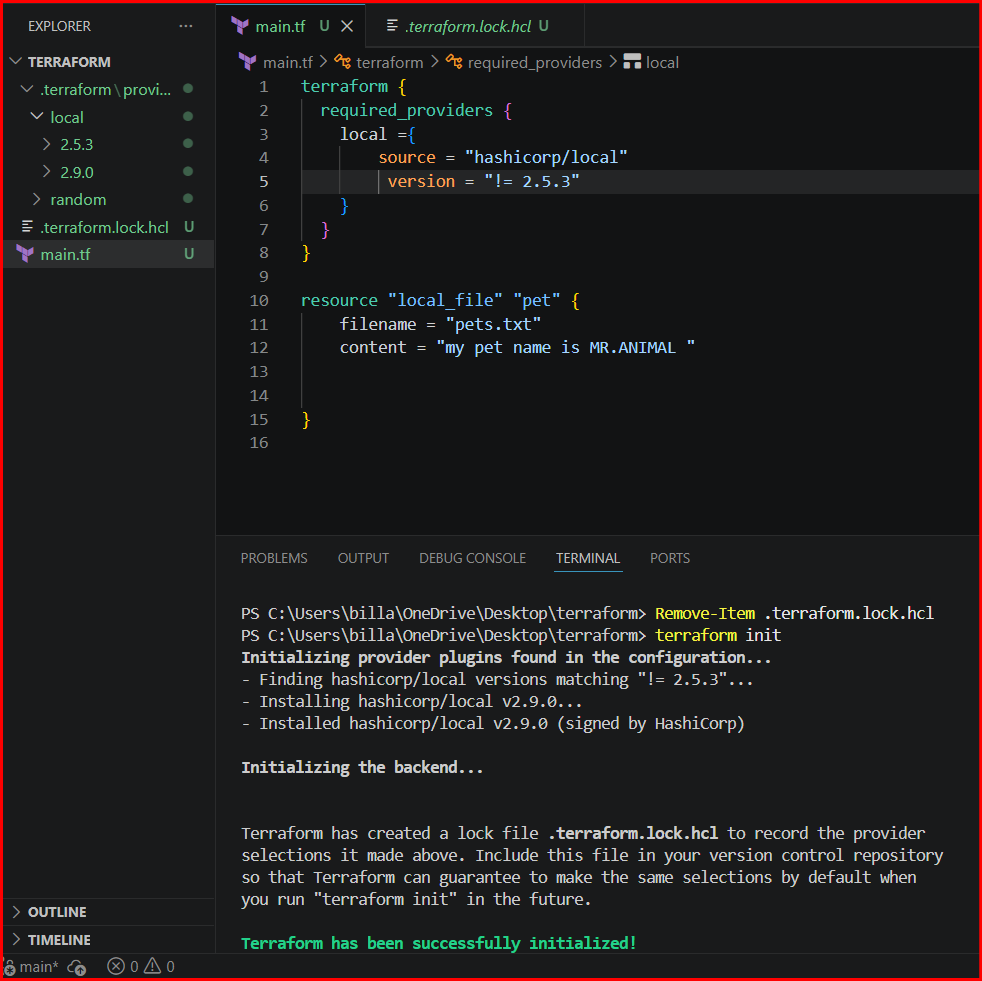 EXPLORER ...
TERRAFORM
.terraform\provi...
local
2.5.3
2.9.0
random
.terraform.lock.hcl U
main.tf U
OUTLINE
TIMELINE
main.tf U
.terraform.lock.hcl U
main.tf > terraform > required_providers > local
1 terraform {
2   required_providers {
3     local ={
4         source = "hashicorp/local"
5          version = "!= 2.5.3"
6     }
7   }
8 }
9
10 resource "local_file" "pet" {
11     filename = "pets.txt"
12     content = "my pet name is MR.ANIMAL "
13
14
15 }
16
PROBLEMS OUTPUT DEBUG CONSOLE TERMINAL PORTS
PS C:\Users\billa\OneDrive\Desktop\terraform> Remove-Item .terraform.lock.hcl
PS C:\Users\billa\OneDrive\Desktop\terraform> terraform init
Initializing provider plugins found in the configuration...
- Finding hashicorp/local versions matching "!= 2.5.3"...
- Installing hashicorp/local v2.9.0...
- Installed hashicorp/local v2.9.0 (signed by HashiCorp)
Initializing the backend...
Terraform has created a lock file .terraform.lock.hcl to record the provider
selections it made above. Include this file in your version control repository
so that Terraform can guarantee to make the same selections by default when
you run "terraform init" in the future.
Terraform has been successfully initialized!
main* 0 0